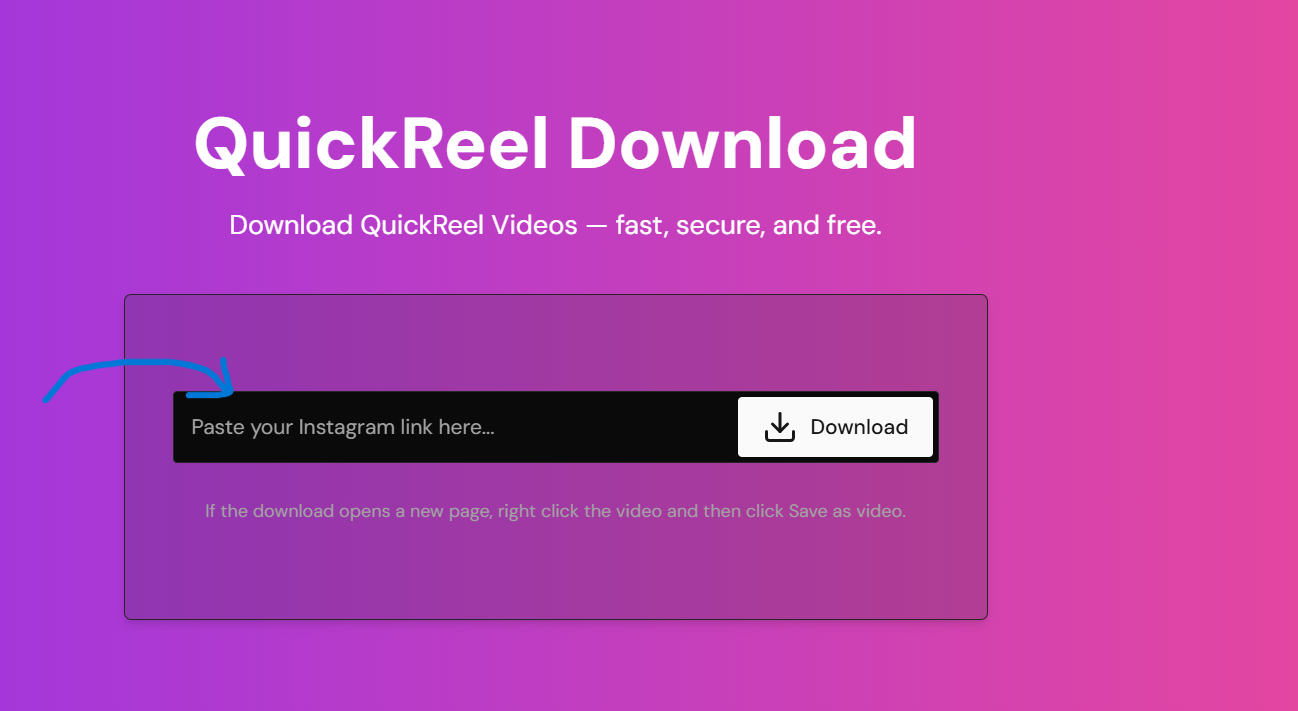 QuickReel Download
Download QuickReel Videos — fast, secure, and free.
Paste your Instagram link here...
Download
If the download opens a new page, right click the video and then click Save as video.